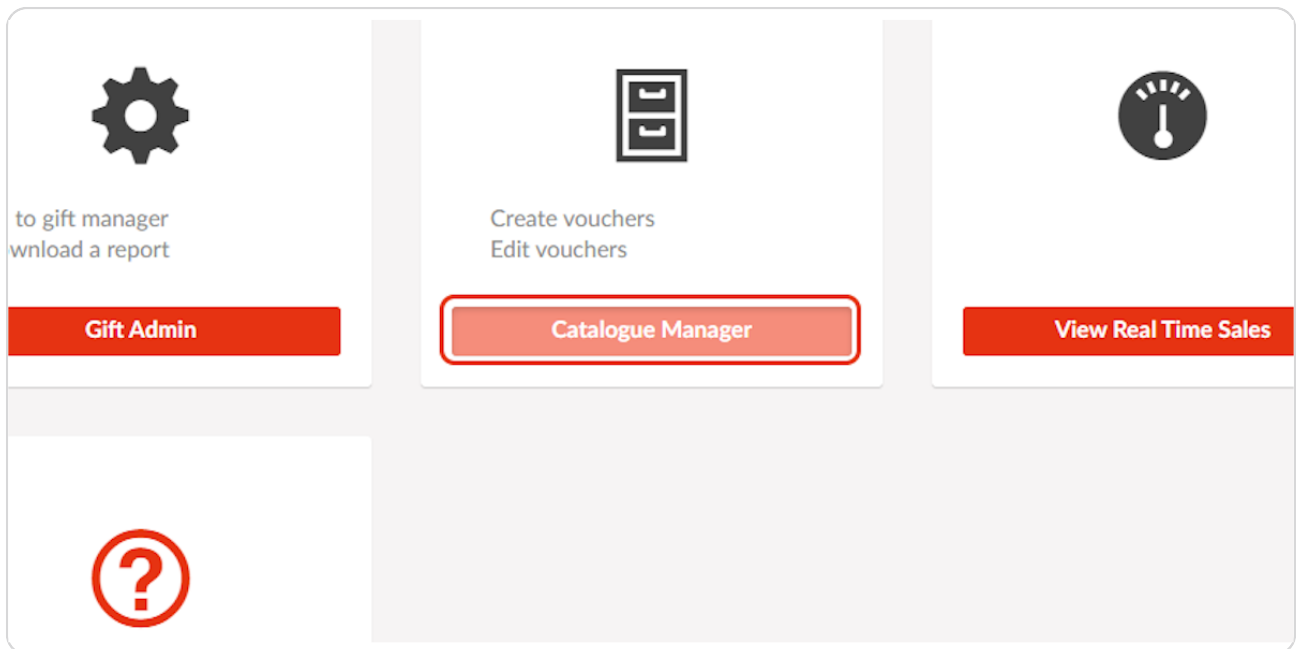 to gift manager
wnload a report
Gift Admin
Create vouchers
Edit vouchers
Catalogue Manager
View Real Time Sales